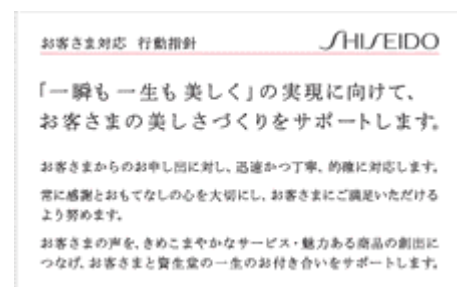 お客さま対応 行動指針
SHISEIDO
「一瞬も 一生も 美しく」の実現に向けて、
お客さまの美しさづくりをサポートします。
お客さまからのお申し出に対し、迅速かつ丁寧、的確に対応します。
常に感謝とおもてなしの心を大切にし、お客さまにご満足いただける
よう努めます。
お客さまの声を、きめこまやかなサービス・魅力ある商品の創出に
つなげ、お客さまと資生堂の一生のお付き合いをサポートします。